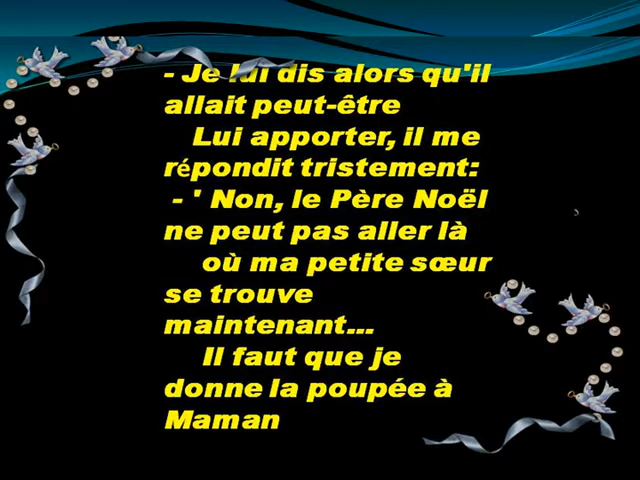 - Je lui dis alors qu'il
allait peut-être
Lui apporter, il me
répondit tristement:
- ' Non, le Père Noël
ne peut pas aller là
où ma petite sœur
se trouve
maintenant...
Il faut que je
donne la poupée à
Maman